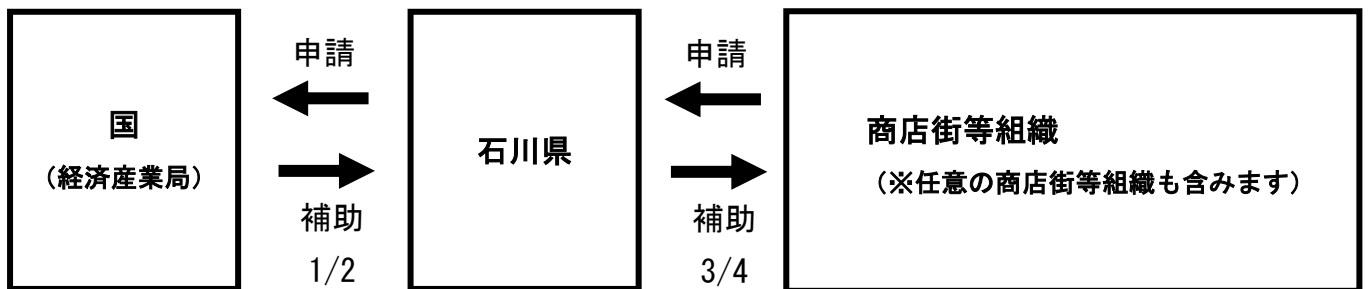 国
(経済産業局)
申請
補助
1/2
石川県
申請
補助
3/4
商店街等組織
(※任意の商店街等組織も含みます)